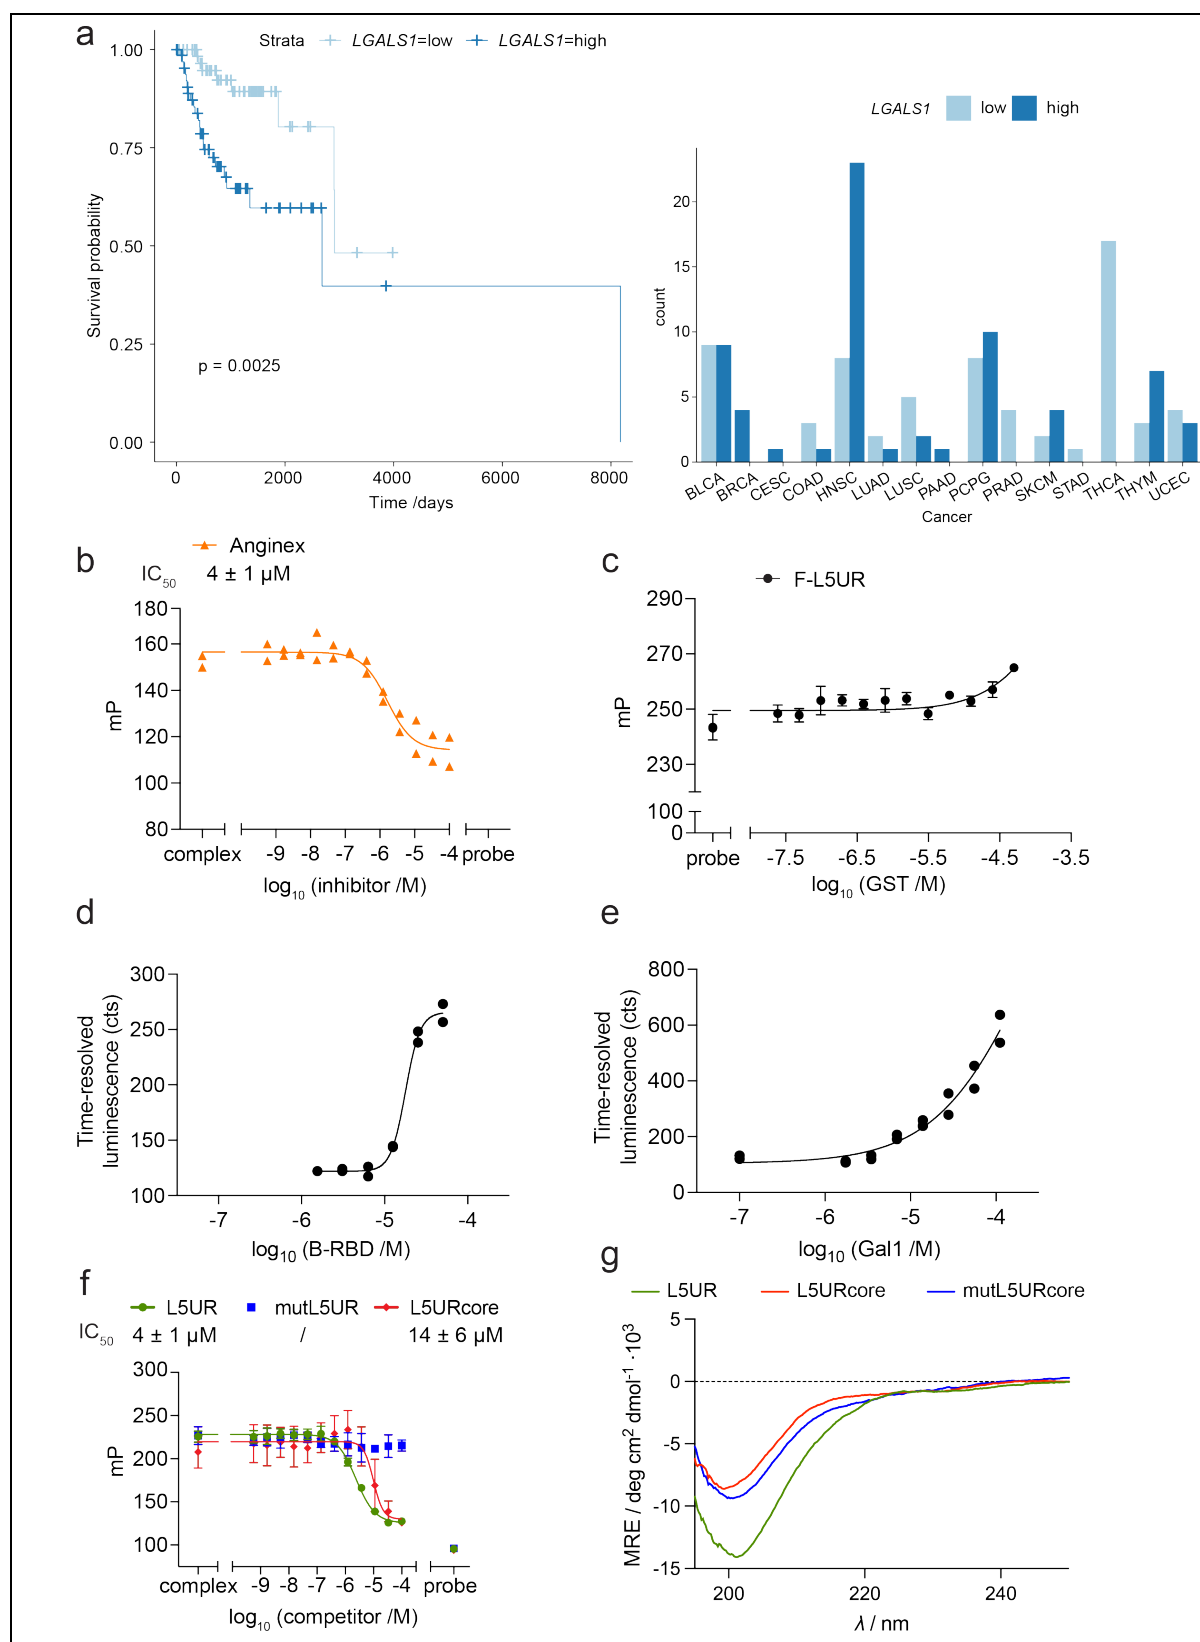 a
Strata LGALS1=low LGALS1=high
1.00
0.75
0.50
0.25
0.00
Survival probability
p = 0.0025
0 2000 4000 6000 8000
Time /days
LGALS1 low high
20
15
10
5
0
count
BLCA BRCA CESC COAD HNSC LUAD LUSC PAAD PCPG PRAD SKCM STAD THCA THYM UCEC
Cancer
b
Anginex
IC50 4 ± 1 µM
180
160
140
120
100
80
mP
complex -9 -8 -7 -6 -5 -4 probe
log10 (inhibitor /M)
c
F-L5UR
290
270
250
230
100
0
mP
probe -7.5 -6.5 -5.5 -4.5 -3.5
log10 (GST /M)
d
300
250
200
150
100
Time-resolved
luminescence (cts)
-7 -6 -5 -4
log10 (B-RBD /M)
e
800
600
400
200
0
Time-resolved
luminescence (cts)
-7 -6 -5 -4
log10 (Gal1 /M)
f
L5UR mutL5UR L5URcore
IC50 4 ± 1 µM / 14 ± 6 µM
300
250
200
150
100
mP
complex -9 -8 -7 -6 -5 -4 probe
log10 (competitor /M)
g
L5UR L5URcore mutL5URcore
5
0
-5
-10
-15
MRE / deg cm2 dmol-1 ·10³
200 220 240
λ / nm